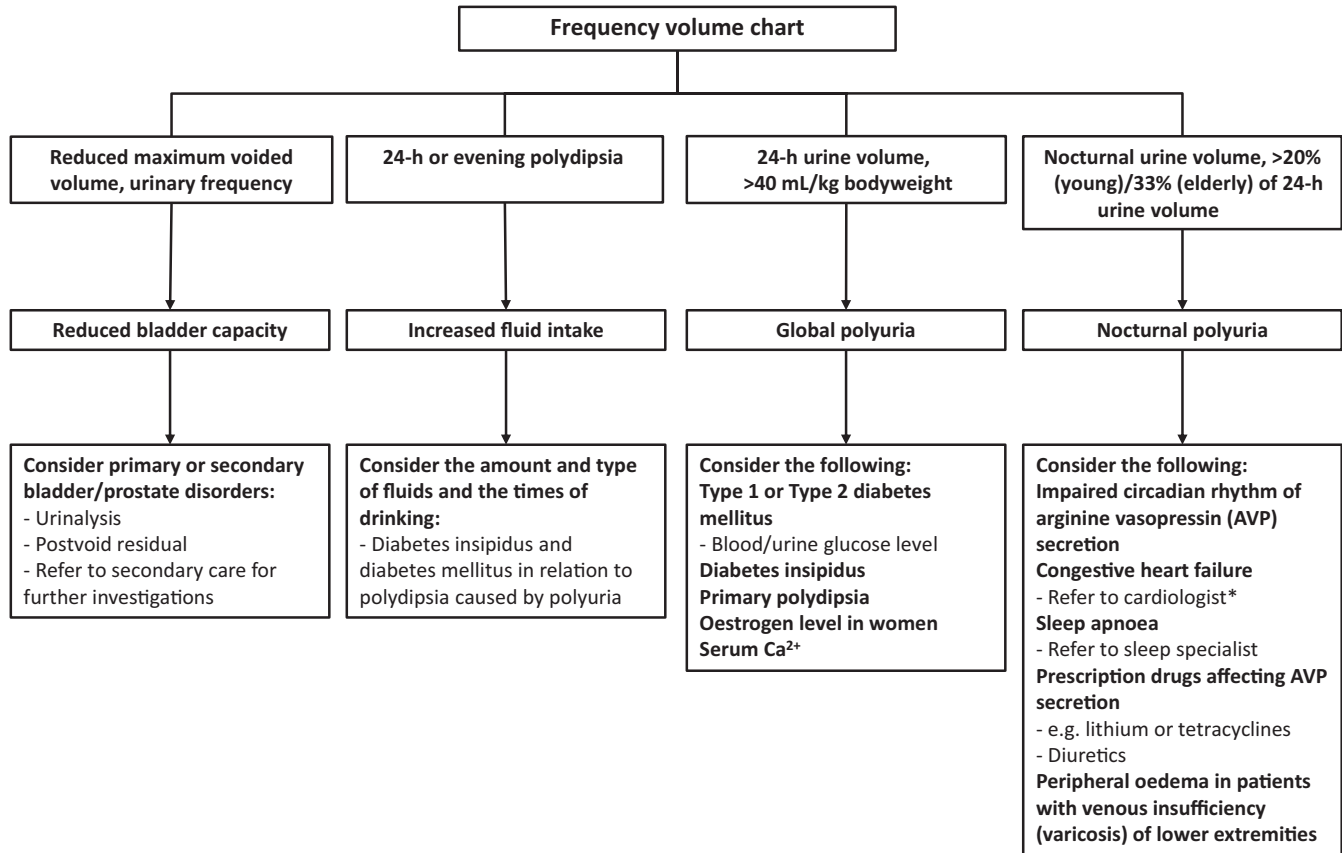 Frequency volume chart
Reduced maximum voided
volume, urinary frequency
24-h or evening polydipsia
24-h urine volume,
>40 mL/kg bodyweight
Nocturnal urine volume, >20%
(young)/33% (elderly) of 24-h
urine volume
Reduced bladder capacity
Increased fluid intake
Global polyuria
Nocturnal polyuria
Consider primary or secondary
bladder/prostate disorders:
- Urinalysis
- Postvoid residual
- Refer to secondary care for
further investigations
Consider the amount and type
of fluids and the times of
drinking:
- Diabetes insipidus and
diabetes mellitus in relation to
polydipsia caused by polyuria
Consider the following:
Type 1 or Type 2 diabetes
mellitus
- Blood/urine glucose level
Diabetes insipidus
Primary polydipsia
Oestrogen level in women
Serum Ca²⁺
Consider the following:
Impaired circadian rhythm of
arginine vasopressin (AVP)
secretion
Congestive heart failure
- Refer to cardiologist*
Sleep apnoea
- Refer to sleep specialist
Prescription drugs affecting AVP
secretion
- e.g. lithium or tetracyclines
- Diuretics
Peripheral oedema in patients
with venous insufficiency
(varicosis) of lower extremities